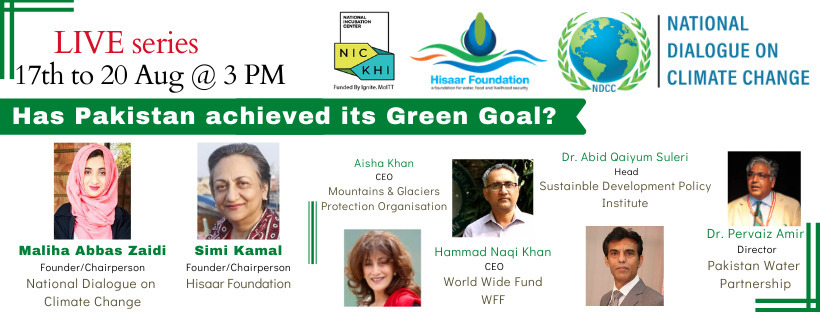 LIVE series
17th to 20 Aug @ 3 PM
NATIONAL
INCUBATION
CENTER
NIC
KHI
Funded By Ignite, MoITT
Hisaar Foundation
a foundation for water food and livelihood security
NDCC
NATIONAL
DIALOGUE ON
CLIMATE CHANGE
Has Pakistan achieved its Green Goal?
Maliha Abbas Zaidi
Founder/Chairperson
National Dialogue on
Climate Change
Simi Kamal
Founder/Chairperson
Hisaar Foundation
Aisha Khan
CEO
Mountains & Glaciers
Protection Organisation
Hammad Naqi Khan
CEO
World Wide Fund
WFF
Dr. Abid Qaiyum Suleri
Head
Sustainble Development Policy
Institute
Dr. Pervaiz Amir
Director
Pakistan Water
Partnership